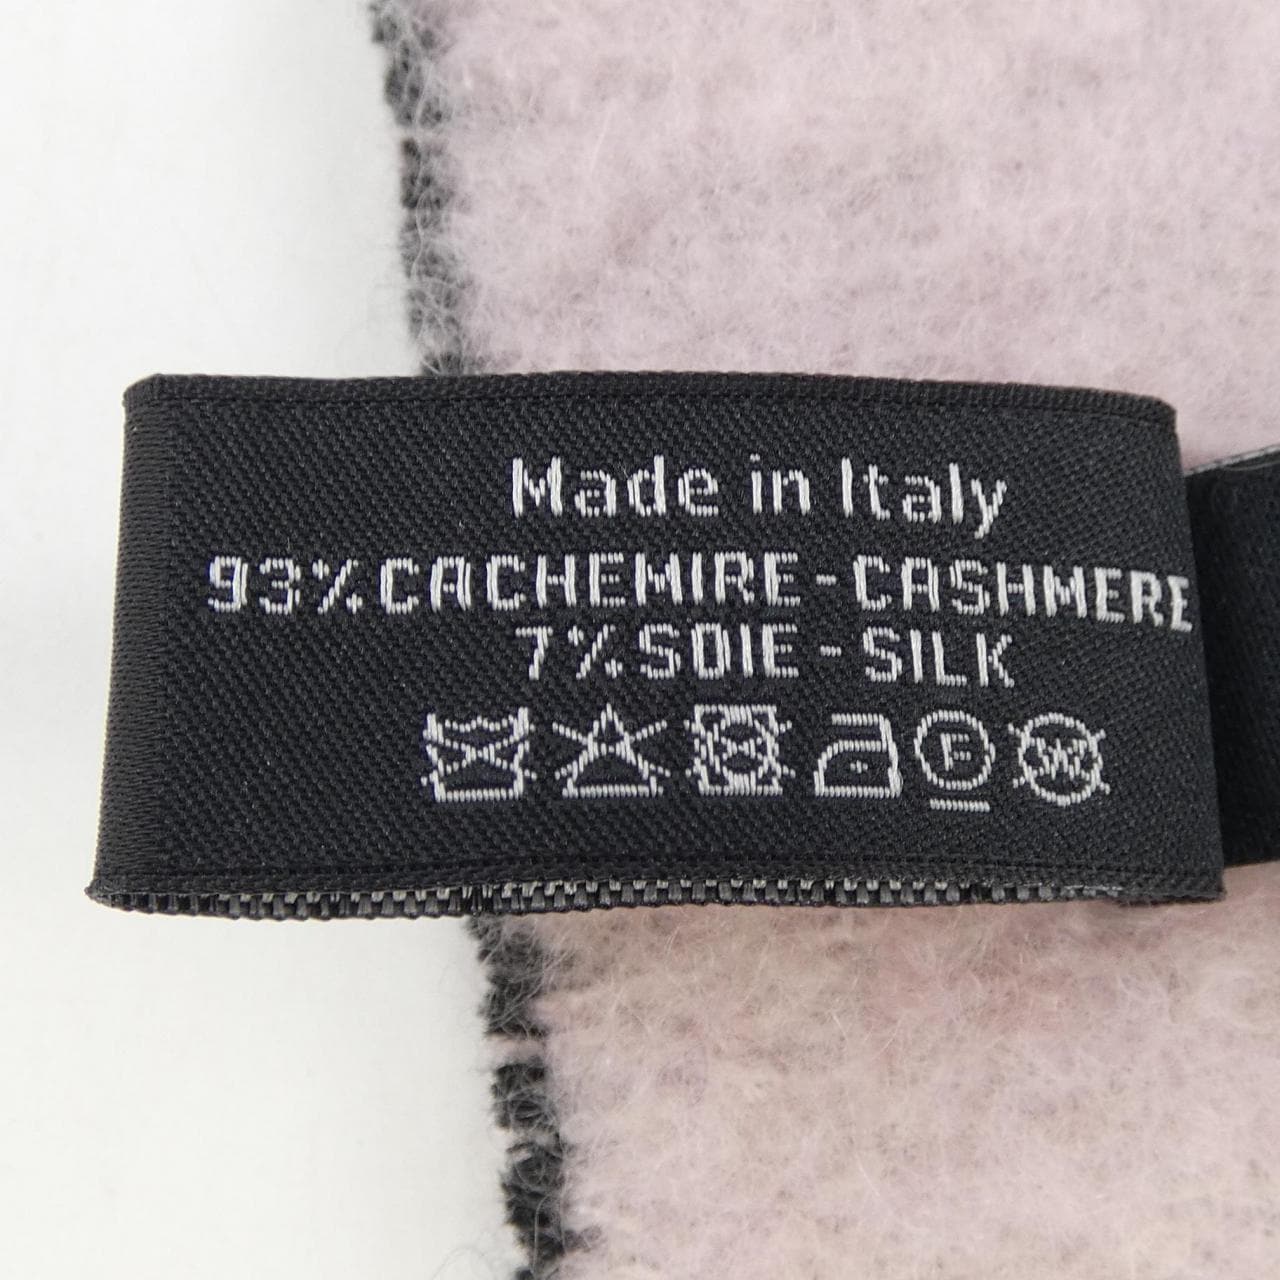 Made in Italy
93% CACHEMIRE - CASHMERE
7% SOIE - SILK
F W